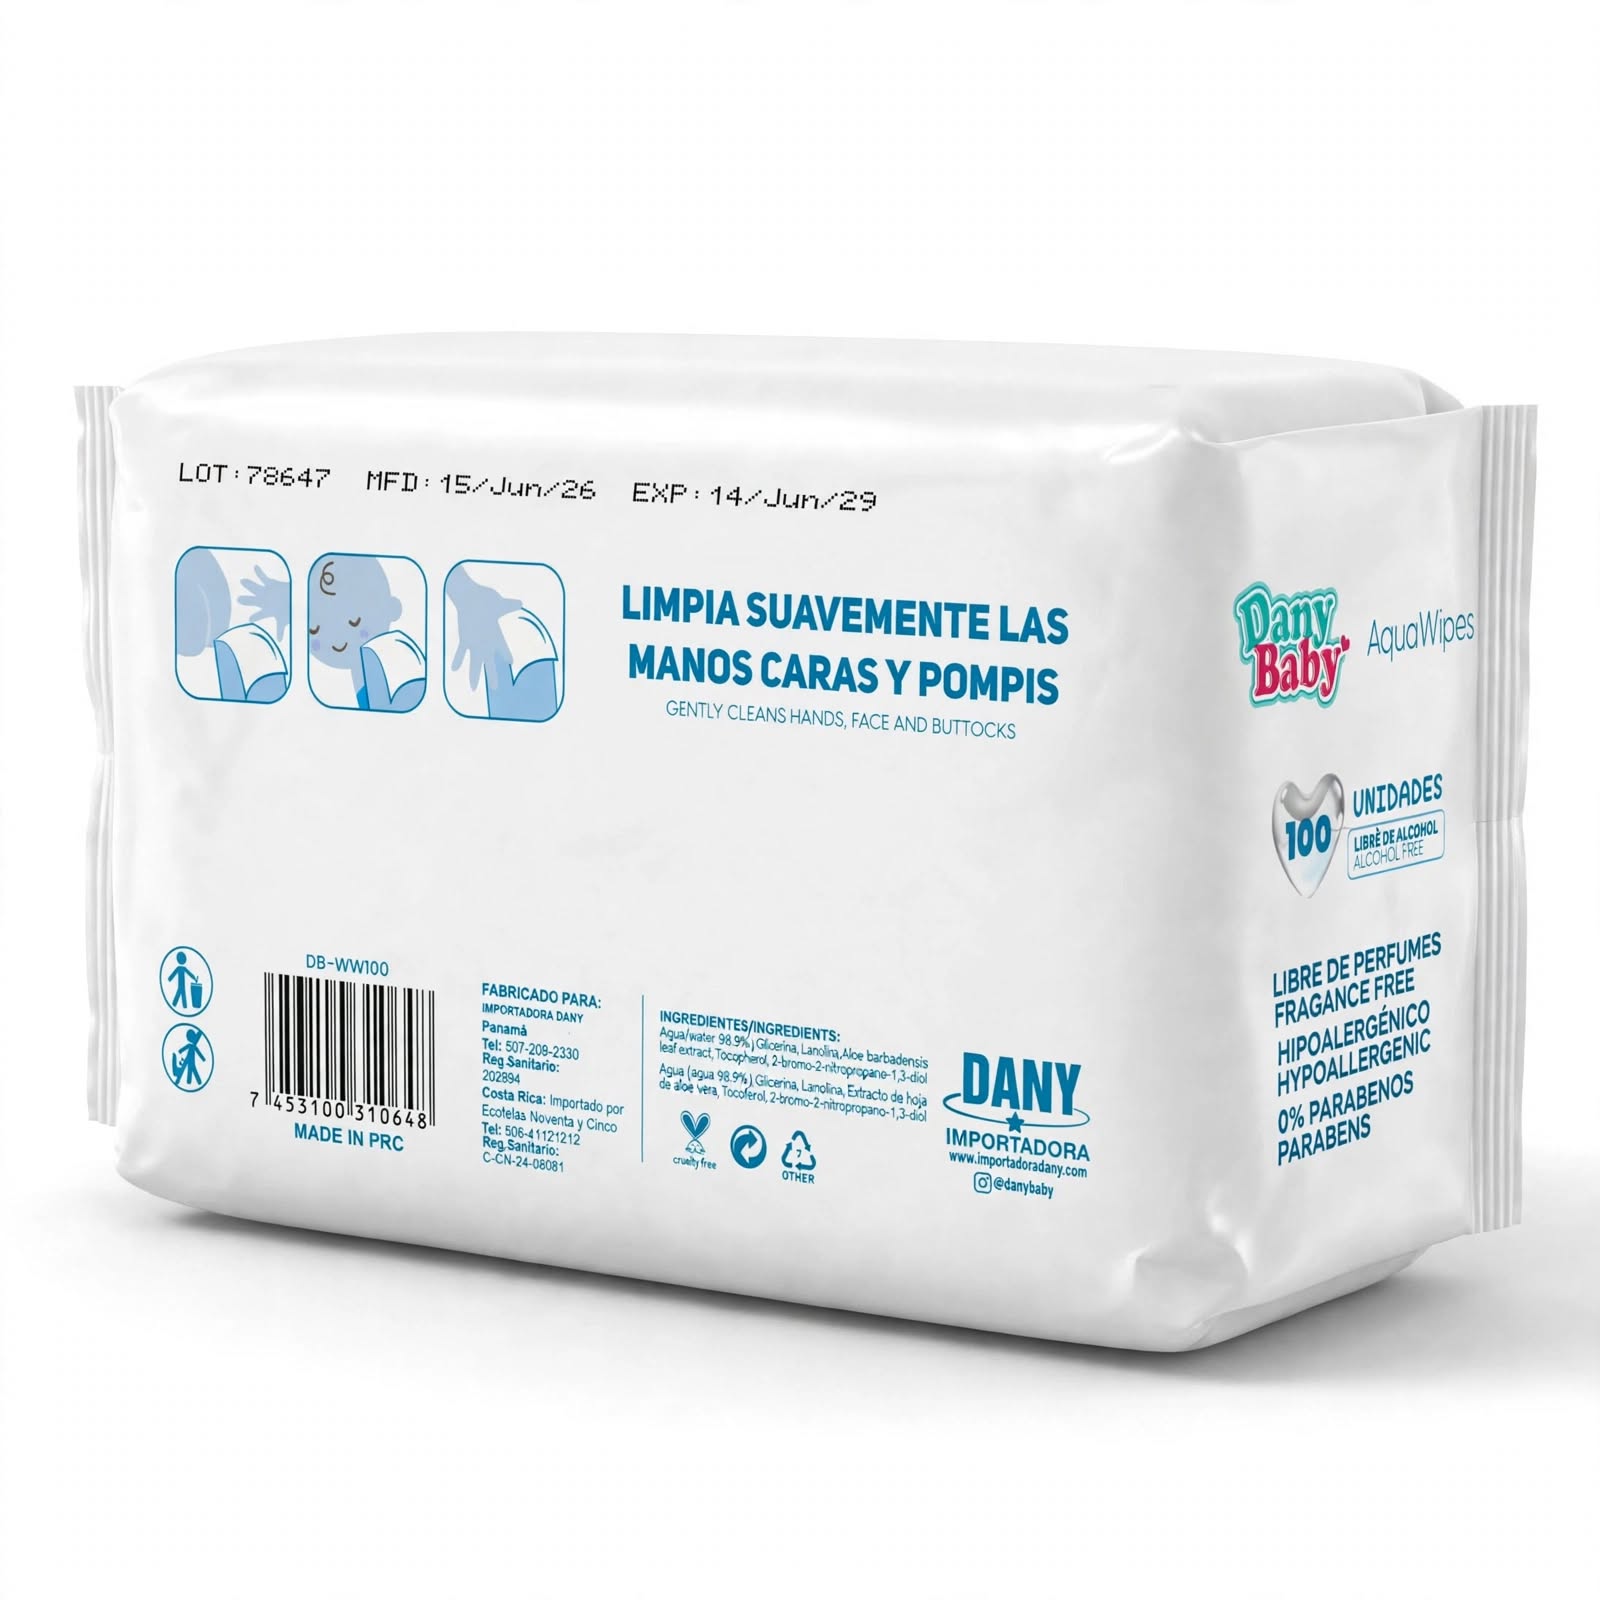 LOT:78647 MFD:15/Jun/26 EXP:14/Jun/29
LIMPIA SUAVEMENTE LAS
MANOS CARAS Y POMPIS
GENTLY CLEANS HANDS, FACE AND BUTTOCKS
DB-WW100
7 453100 310648
MADE IN PRC
FABRICADO PARA:
IMPORTADORA DANY
Panamá
Tel: 507-209-2330
Reg.Sanitario:
202894
Costa Rica: Importado por
Ecotelas Noventa y Cinco
Tel: 506-41121212
Reg.Sanitario:
C-CN-24-08081
INGREDIENTES/INGREDIENTS:
Agua/water 98.9%) Glicerina, Lanolina, Aloe barbadensis
leaf extract, Tocopherol, 2-bromo-2-nitropropane-1,3-diol
Agua (agua 98.9%) Glicerina, Lanolina, Extracto de hoja
de aloe vera, Tocoferol, 2-bromo-2-nitropropano-1,3-diol
cruelty free
7
OTHER
DANY
IMPORTADORA
www.importadoradany.com
@danybaby
Dany
Baby
AquaWipes
100
UNIDADES
LIBRE DE ALCOHOL
ALCOHOL FREE
LIBRE DE PERFUMES
FRAGANCE FREE
HIPOALERGÉNICO
HYPOALLERGENIC
0% PARABENOS
PARABENS